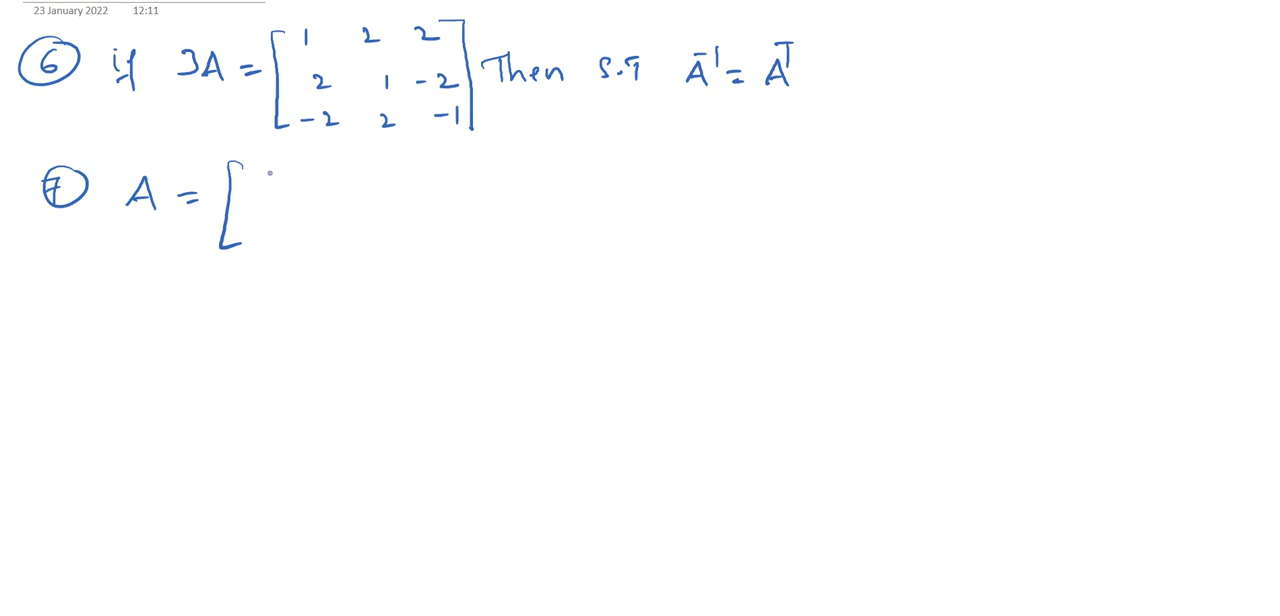 23 January 2022 12:11
⑥ if 3A = [ 1 2 2 ] Then S.T A⁻¹ = Aᵀ
2 1 -2
-2 2 -1
⑦ A = [